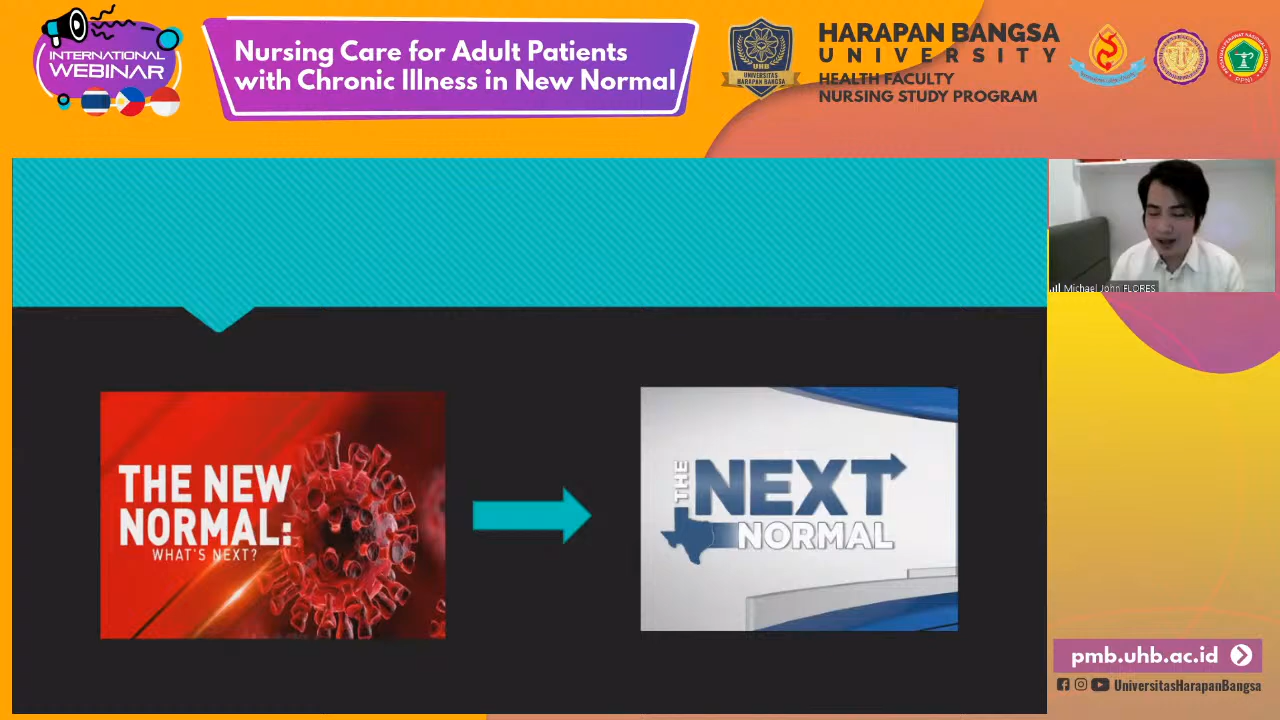 INTERNATIONAL
WEBINAR
Nursing Care for Adult Patients
with Chronic Illness in New Normal
UHB
UNIVERSITAS
HARAPAN BANGSA
HARAPAN BANGSA
UNIVERSITY
HEALTH FACULTY
NURSING STUDY PROGRAM
PPNI
Michael John FLORES
THE NEW
NORMAL:
WHAT'S NEXT?
THE
NEXT
NORMAL
pmb.uhb.ac.id
UniversitasHarapanBangsa